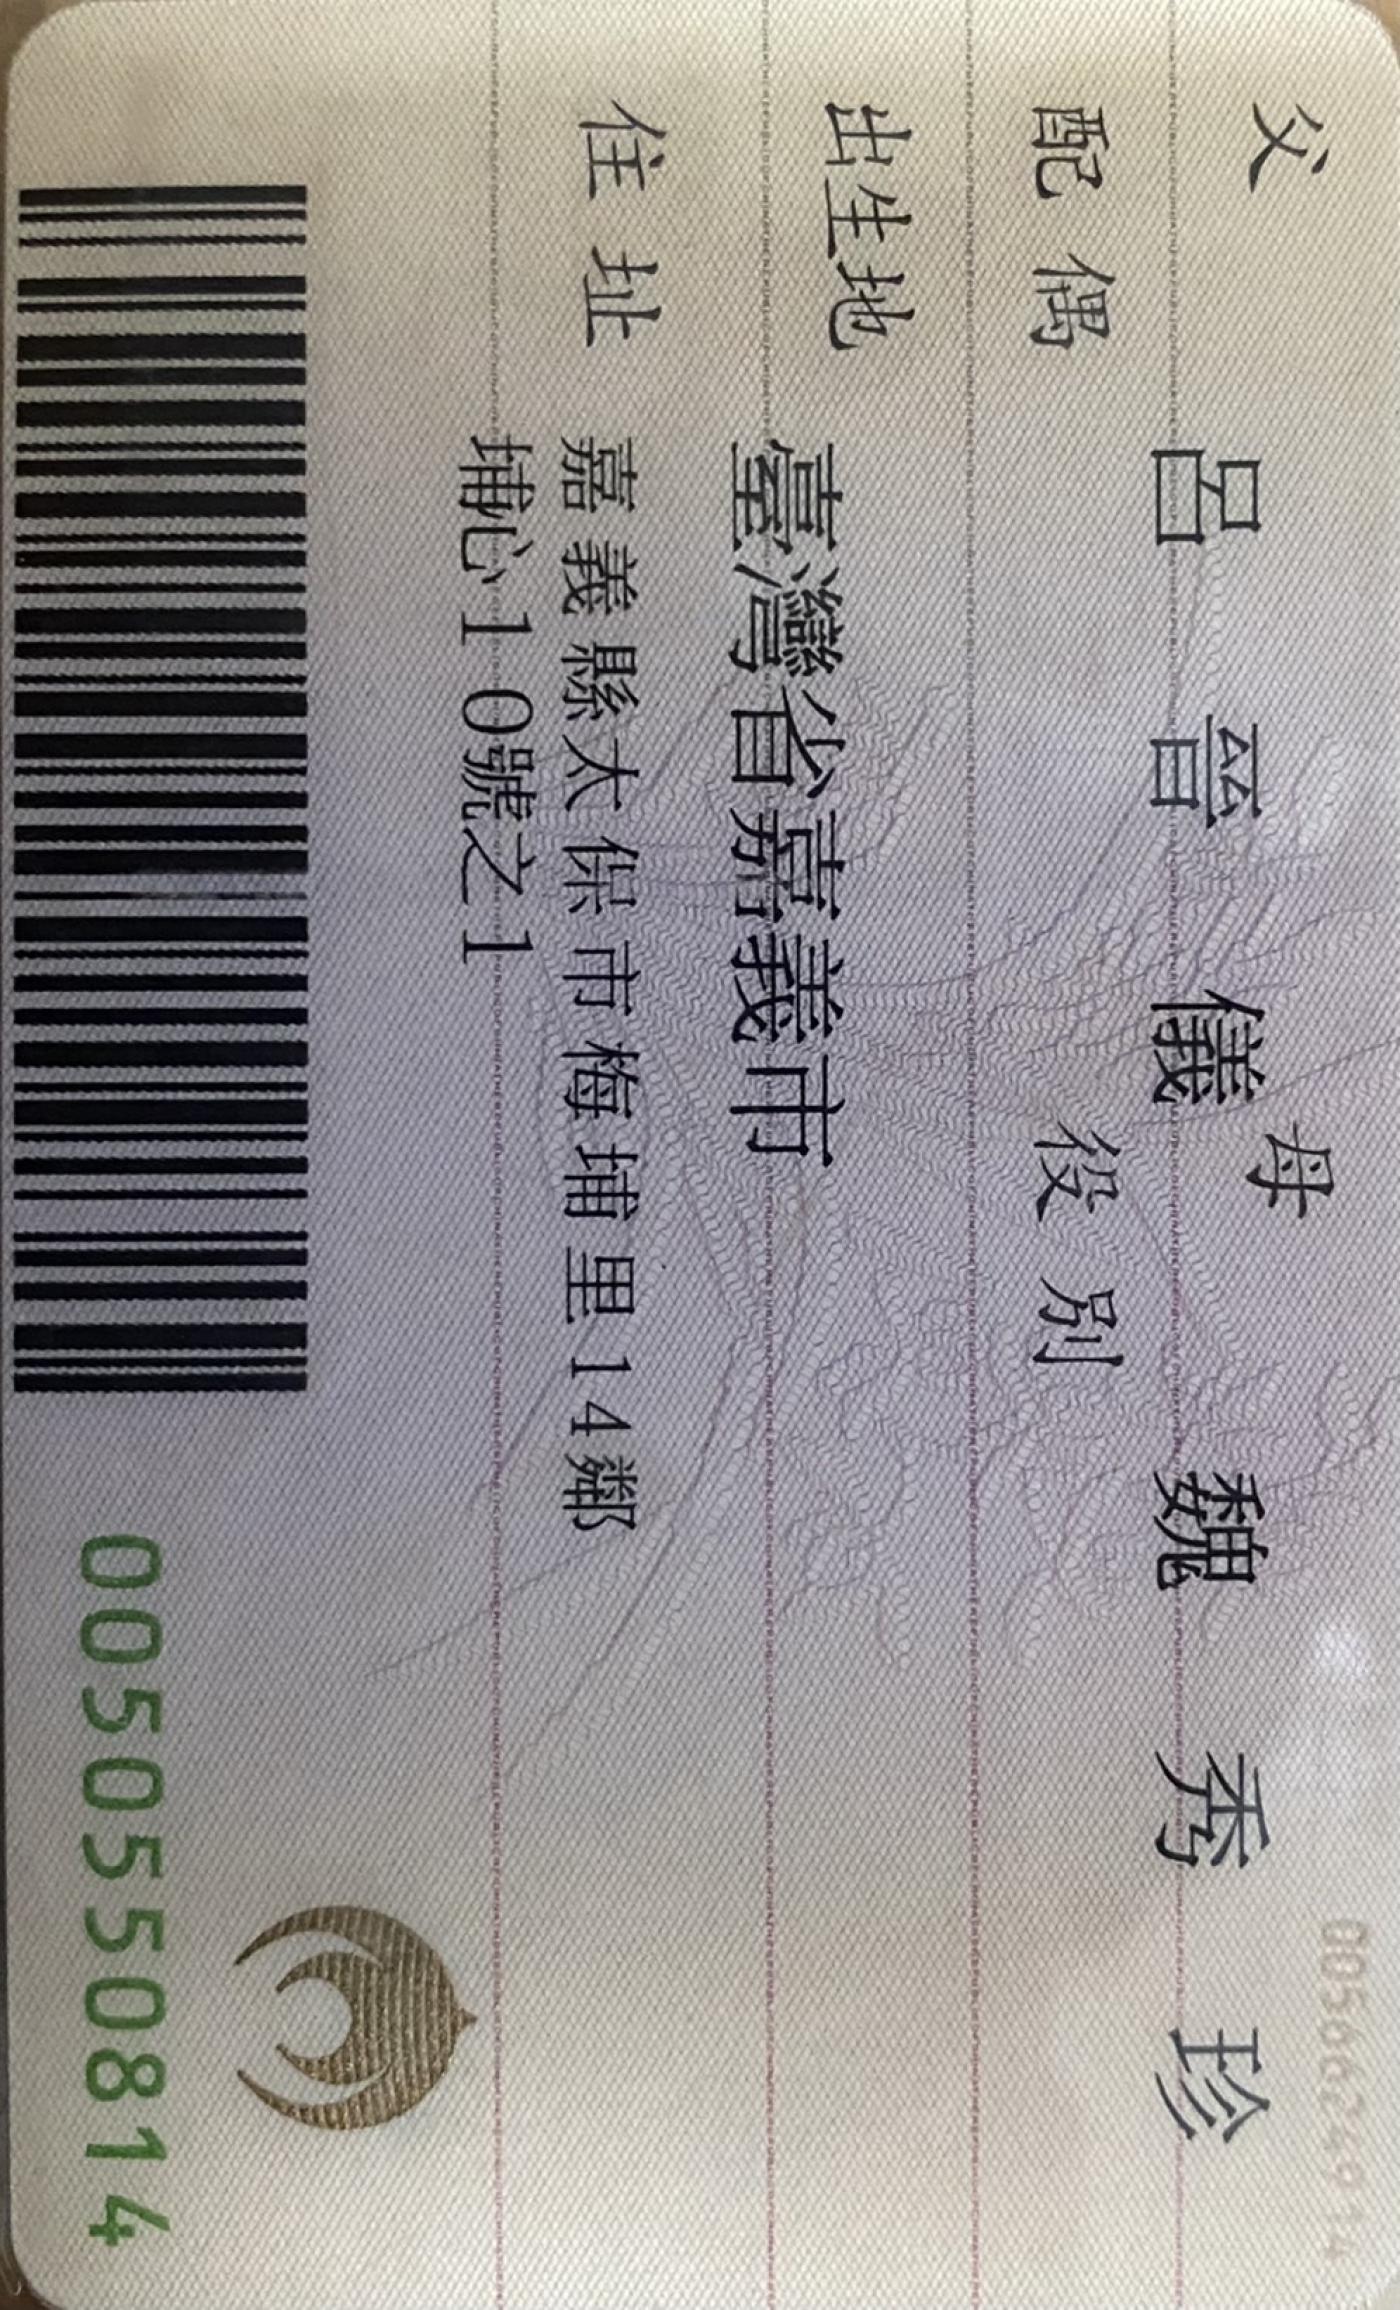 父 呂晉儀 母 魏秀珍
配偶 役別
出生地 臺灣省嘉義市
住址 嘉義縣太保市梅埔里14鄰
埔心10號之1
0050550814